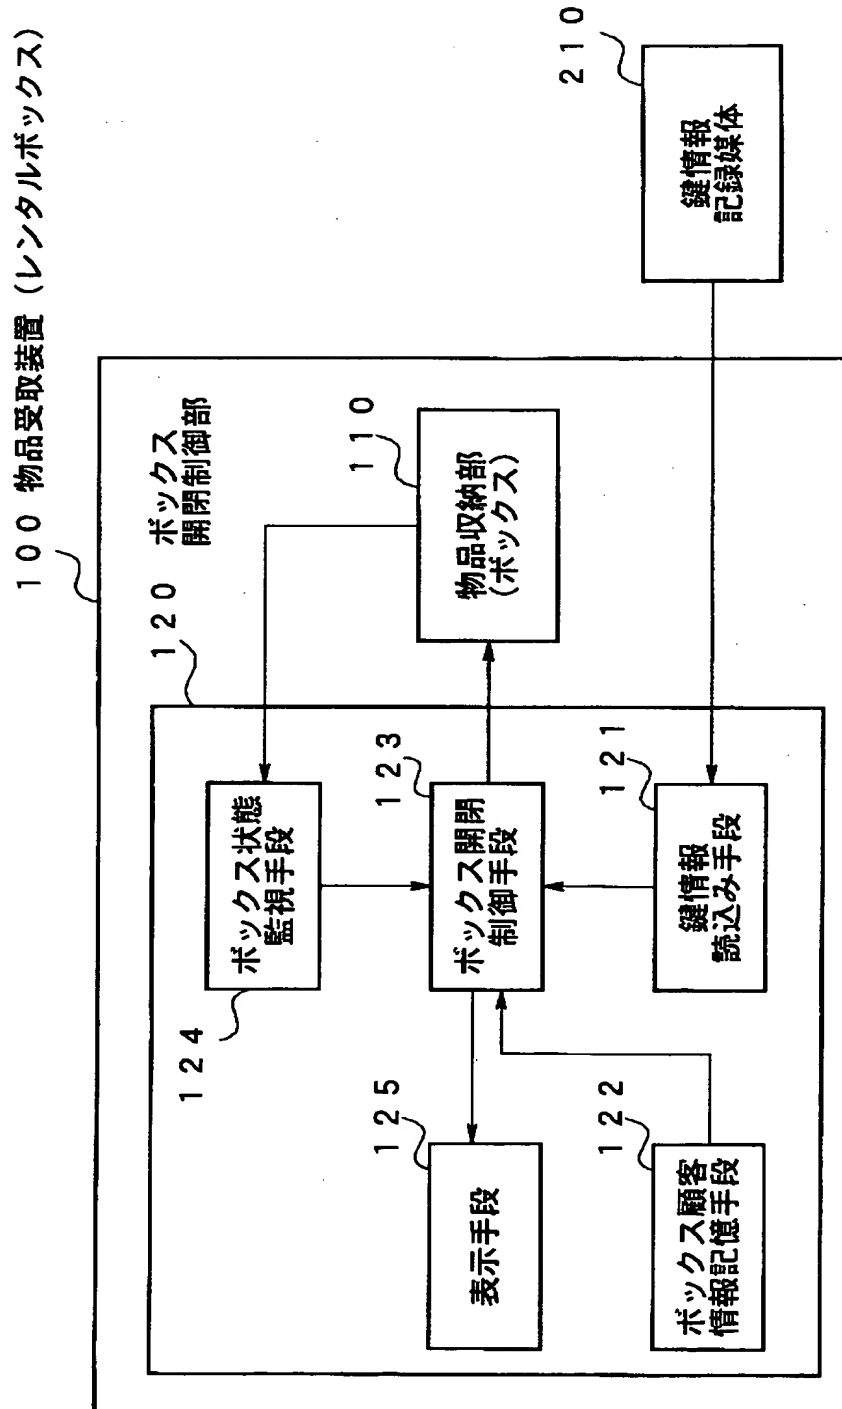 １００ 物品受取装置（レンタルボックス）
１２０
ボックス
開閉制御部
１２４
ボックス状態
監視手段
１１０
物品収納部
（ボックス）
１２５
表示手段
１２３
ボックス開閉
制御手段
１２２
ボックス顧客
情報記憶手段
１２１
鍵情報
読込み手段
２１０
鍵情報
記録媒体